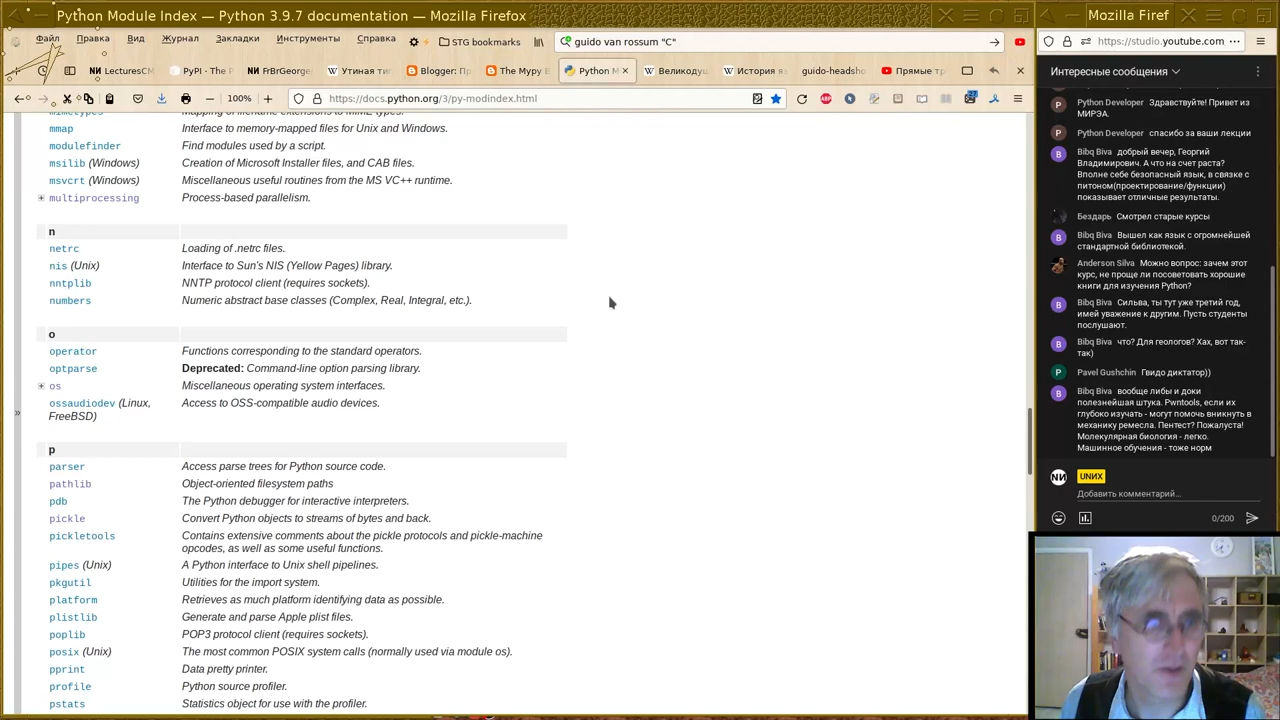 Python Module Index — Python 3.9.7 documentation — Mozilla Firefox
Mozilla Firef
Файл Правка Вид Журнал Закладки Инструменты Справка
STG bookmarks
guido van rossum "C"
LecturesCM
PyPI · The P
FrBrGeorge
Утиная тип
Blogger: Пр
The Mypy B
Python M
Великодуш
История яз
guido-headsho
Прямые тр
100%
https://docs.python.org/3/py-modindex.html
https://studio.youtube.com
mimetypes Mapping of filename extensions to MIME types.
mmap Interface to memory-mapped files for Unix and Windows.
modulefinder Find modules used by a script.
msilib (Windows) Creation of Microsoft Installer files, and CAB files.
msvcrt (Windows) Miscellaneous useful routines from the MS VC++ runtime.
multiprocessing Process-based parallelism.
n
netrc Loading of .netrc files.
nis (Unix) Interface to Sun's NIS (Yellow Pages) library.
nntplib NNTP protocol client (requires sockets).
numbers Numeric abstract base classes (Complex, Real, Integral, etc.).
o
operator Functions corresponding to the standard operators.
optparse Deprecated: Command-line option parsing library.
os Miscellaneous operating system interfaces.
ossaudiodev (Linux, Access to OSS-compatible audio devices.
FreeBSD)
p
parser Access parse trees for Python source code.
pathlib Object-oriented filesystem paths
pdb The Python debugger for interactive interpreters.
pickle Convert Python objects to streams of bytes and back.
pickletools Contains extensive comments about the pickle protocols and pickle-machine
opcodes, as well as some useful functions.
pipes (Unix) A Python interface to Unix shell pipelines.
pkgutil Utilities for the import system.
platform Retrieves as much platform identifying data as possible.
plistlib Generate and parse Apple plist files.
poplib POP3 protocol client (requires sockets).
posix (Unix) The most common POSIX system calls (normally used via module os).
pprint Data pretty printer.
profile Python source profiler.
pstats Statistics object for use with the profiler.
Интересные сообщения
P Python Developer Здравствуйте! Привет из
МИРЭА.
P Python Developer спасибо за ваши лекции
B Bibq Biva добрый вечер, Георгий
Владимирович. А что на счет раста?
Вполне себе безопасный язык, в связке с
питоном(проектирование/функции)
показывает отличные результаты.
Бездарь Смотрел старые курсы
B Bibq Biva Вышел как язык с огромнейшей
стандартной библиотекой.
Anderson Silva Можно вопрос: зачем этот
курс, не проще ли посоветовать хорошие
книги для изучения Python?
B Bibq Biva Сильва, ты тут уже третий год,
имей уважение к другим. Пусть студенты
послушают.
B Bibq Biva что? Для геологов? Хах, вот так-
так)
P Pavel Gushchin Гвидо диктатор))
B Bibq Biva вообще либы и доки
полезнейшая штука. Pwntools, если их
глубоко изучать - могут помочь вникнуть в
механику ремесла. Пентест? Пожалуста!
Молекулярная биология - легко.
Машинное обучения - тоже норм
UNИX
Добавить комментарий…
0/200